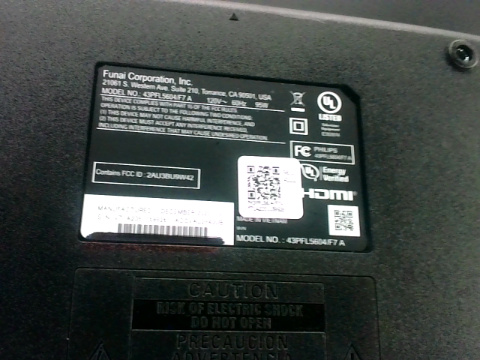 Funai Corporation, Inc.
21061 S. Western Ave. Suite 210, Torrance, CA 90501, USA
MODEL NO.: 43PFL5604/F7 A 120V~ 60Hz 95W
THIS DEVICE COMPLIES WITH PART 15 OF THE FCC RULES.
OPERATION IS SUBJECT TO THE FOLLOWING TWO CONDITIONS:
(1) THIS DEVICE MAY NOT CAUSE HARMFUL INTERFERENCE, AND
(2) THIS DEVICE MUST ACCEPT ANY INTERFERENCE RECEIVED,
INCLUDING INTERFERENCE THAT MAY CAUSE UNDESIRED OPERATION.
UL
LISTED
FC PHILIPS
43PFL5604/F7 A
UL Energy
Verified
Contains FCC ID : 2AU3BU9W42
HDMI
MANUFACTURED
MADE IN VIETNAM
MODEL NO. : 43PFL5604/F7 A
CAUTION
RISK OF ELECTRIC SHOCK
DO NOT OPEN
PRECAUCION